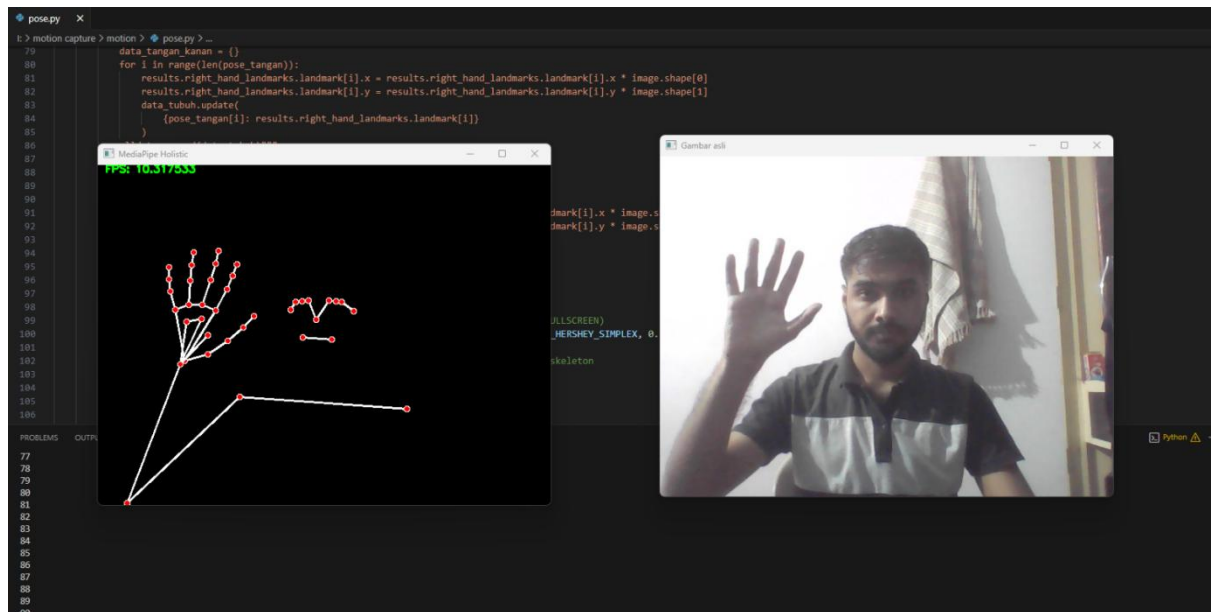 pose.py
I: > motion capture > motion > pose.py > ...
79 data_tangan_kanan = {}
80 for i in range(len(pose_tangan)):
81 results.right_hand_landmarks.landmark[i].x = results.right_hand_landmarks.landmark[i].x * image.shape[0]
82 results.right_hand_landmarks.landmark[i].y = results.right_hand_landmarks.landmark[i].y * image.shape[1]
83 data_tubuh.update(
84 {pose_tangan[i]: results.right_hand_landmarks.landmark[i]}
85 )
86
87
88
89
90
91 dmark[i].x * image.s
92 dmark[i].y * image.s
93
94
95
96
97
98
99 ULLSCREEN)
100 _HERSHEY_SIMPLEX, 0.
101
102 skeleton
103
104
105
106
MediaPipe Holistic
FPS: 10.317533
Gambar asli
PROBLEMS OUTPU
Python
77
78
79
80
81
82
83
84
85
86
87
88
89